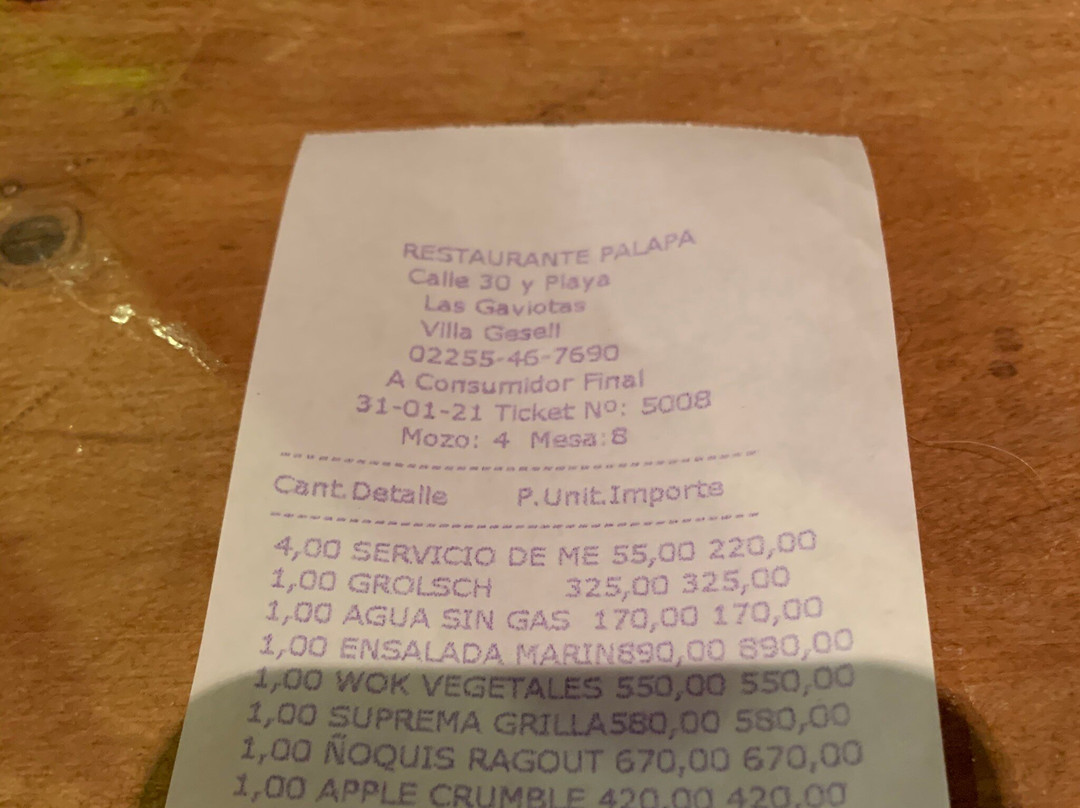 RESTAURANTE PALAPA
Calle 30 y Playa
Las Gaviotas
Villa Gesell
02255-46-7690
A Consumidor Final
31-01-21 Ticket Nº: 5008
Mozo: 4 Mesa:8
Cant.Detalle P.Unit.Importe
4,00 SERVICIO DE ME 55,00 220,00
1,00 GROLSCH 325,00 325,00
1,00 AGUA SIN GAS 170,00 170,00
1,00 ENSALADA MARIN890,00 890,00
1,00 WOK VEGETALES 550,00 550,00
1,00 SUPREMA GRILLA580,00 580,00
1,00 ÑOQUIS RAGOUT 670,00 670,00
1,00 APPLE CRUMBLE 420,00 420,00